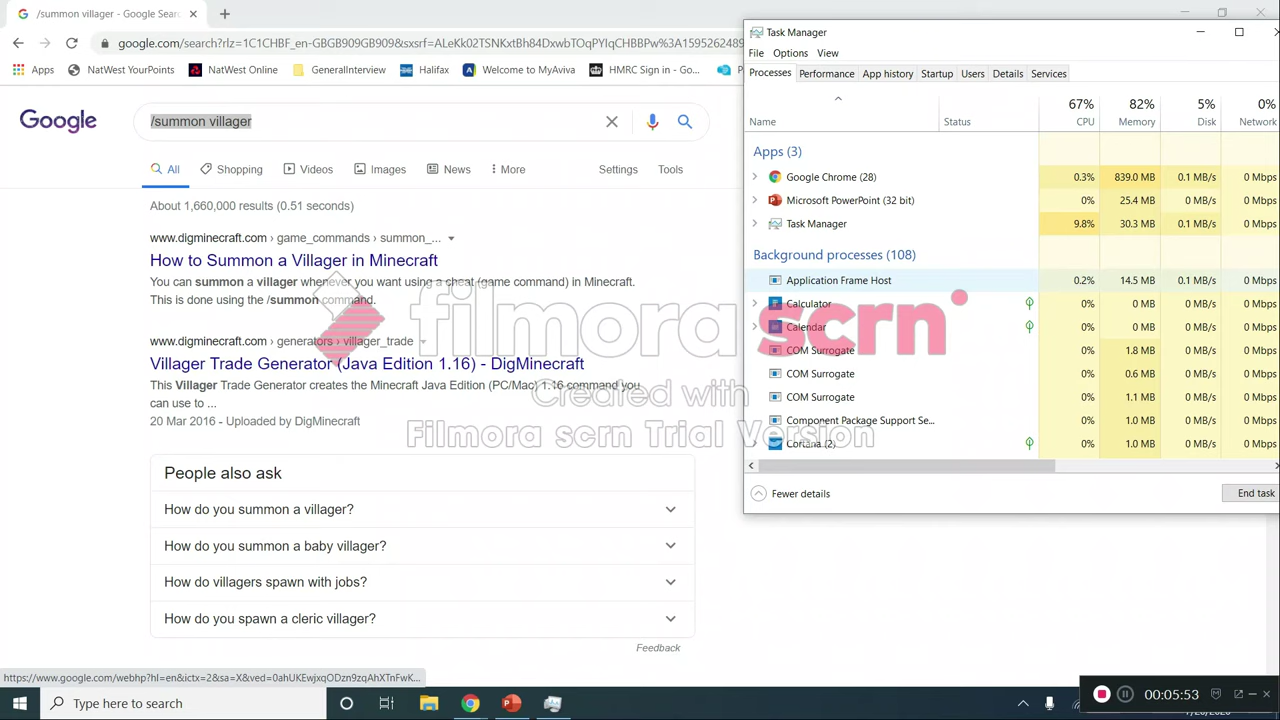 /summon villager - Google Sear
google.com/search?rlz=1C1CHBF_en-GBGB909GB909&sxsrf=ALeKk02TSNKxtBh84DxwbTOqPYIqCHBBPw%3A1595262489
Apps
NatWest YourPoints
NatWest Online
GeneralInterview
Halifax
Welcome to MyAviva
HMRC Sign in - Go...
Google
/summon villager
All
Shopping
Videos
Images
News
More
Settings
Tools
About 1,660,000 results (0.51 seconds)
www.digminecraft.com › game_commands › summon_...
How to Summon a Villager in Minecraft
You can summon a villager whenever you want using a cheat (game command) in Minecraft.
This is done using the /summon command.
www.digminecraft.com › generators › villager_trade
Villager Trade Generator (Java Edition 1.16) - DigMinecraft
This Villager Trade Generator creates the Minecraft Java Edition (PC/Mac) 1.16 command you
can use to ...
20 Mar 2016 - Uploaded by DigMinecraft
People also ask
How do you summon a villager?
How do you summon a baby villager?
How do villagers spawn with jobs?
How do you spawn a cleric villager?
Feedback
https://www.google.com/webhp?hl=en&ictx=2&sa=X&ved=0ahUKEwjxqODzn9zqAhXTnFwK...
Task Manager
File Options View
Processes Performance App history Startup Users Details Services
67% 82% 5% 0%
Name Status CPU Memory Disk Network
Apps (3)
Google Chrome (28) 0.3% 839.0 MB 0.1 MB/s 0 Mbps
Microsoft PowerPoint (32 bit) 0% 25.4 MB 0 MB/s 0 Mbps
Task Manager 9.8% 30.3 MB 0.1 MB/s 0 Mbps
Background processes (108)
Application Frame Host 0.2% 14.5 MB 0.1 MB/s 0 Mbps
Calculator 0% 0 MB 0 MB/s 0 Mbps
Calendar 0% 0 MB 0 MB/s 0 Mbps
COM Surrogate 0% 1.8 MB 0 MB/s 0 Mbps
COM Surrogate 0% 0.6 MB 0 MB/s 0 Mbps
COM Surrogate 0% 1.1 MB 0 MB/s 0 Mbps
Component Package Support Se... 0% 1.0 MB 0 MB/s 0 Mbps
Cortana (2) 0% 1.0 MB 0 MB/s 0 Mbps
Fewer details
End task
filmora scrn
Created with
Filmora scrn Trial Version
Type here to search
00:05:53